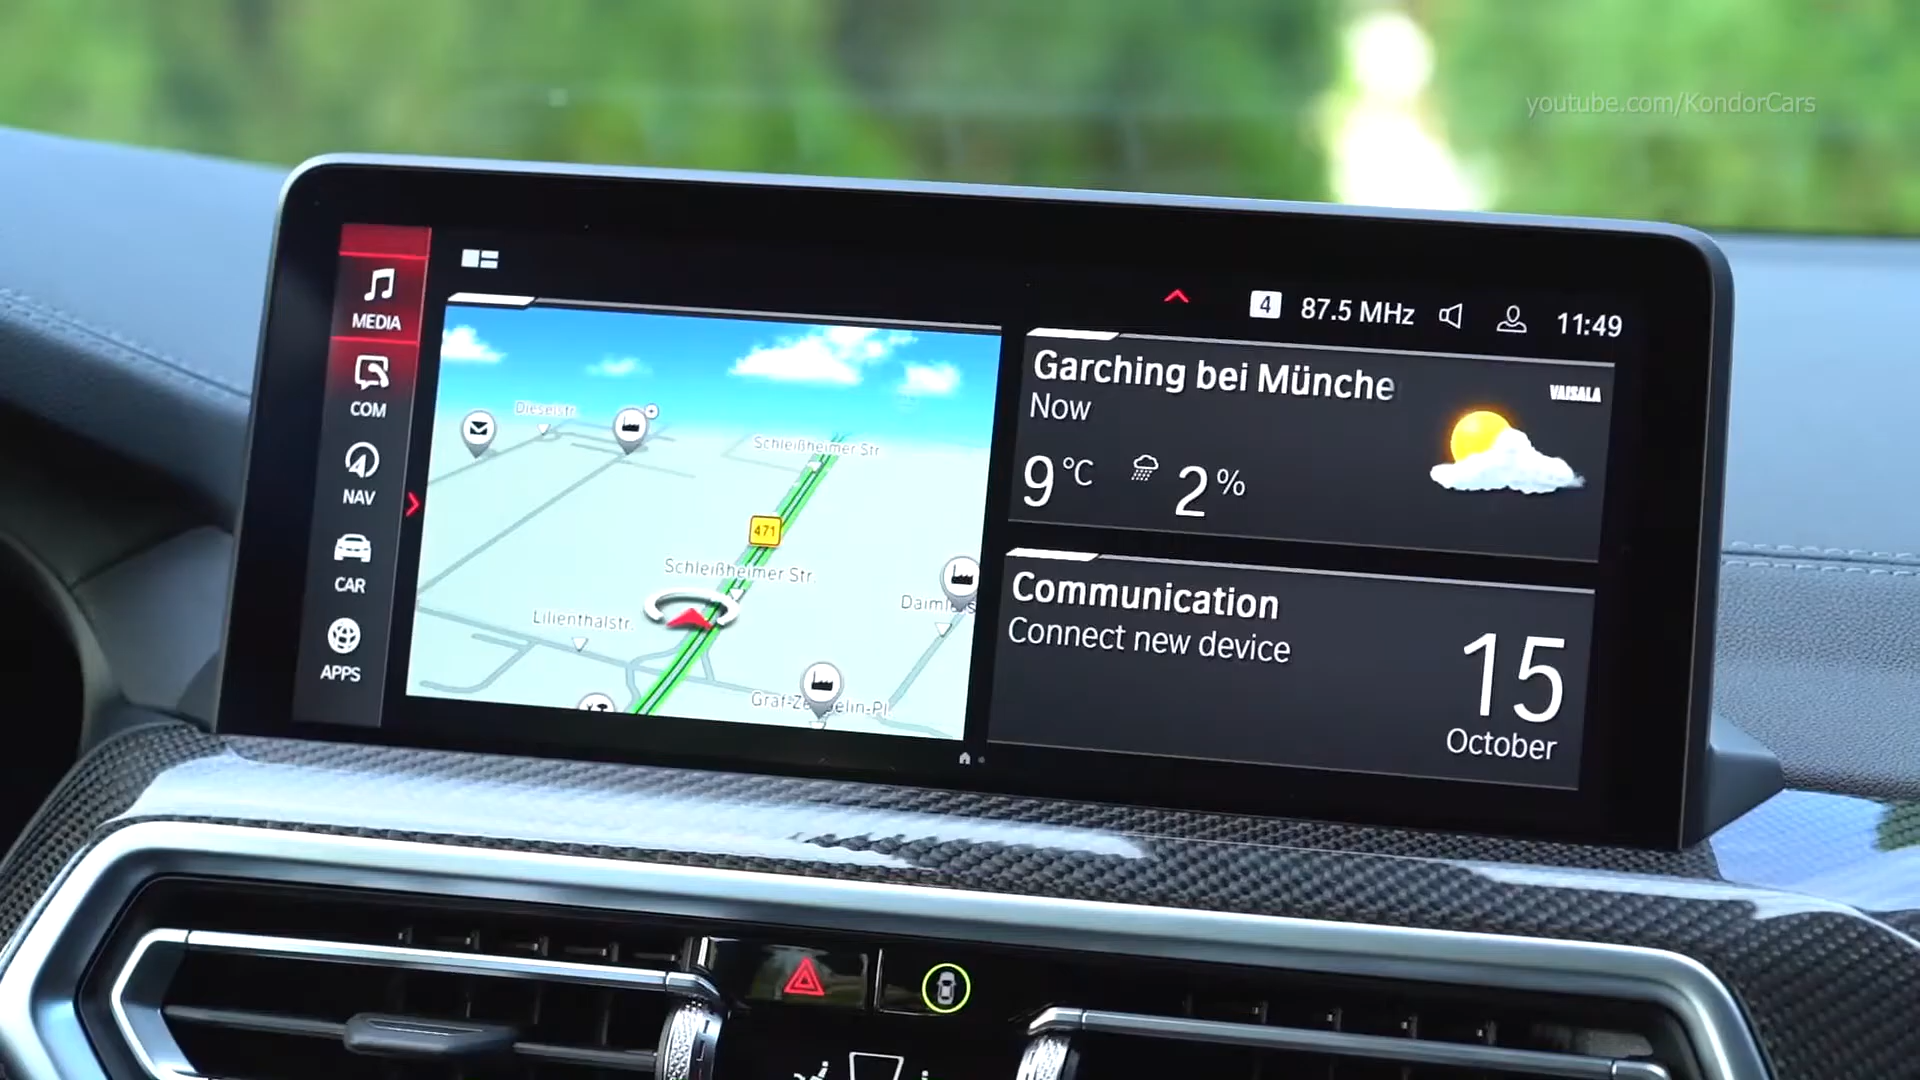 youtube.com/KondorCars
MEDIA
COM
NAV
CAR
APPS
4 87.5 MHz 11:49
Dieselstr.
Schleißheimer Str.
471
Schleißheimer Str.
Lilienthalstr.
Garching bei Münche
Now
VAISALA
9 °C 2%
Communication
Connect new device
15
October